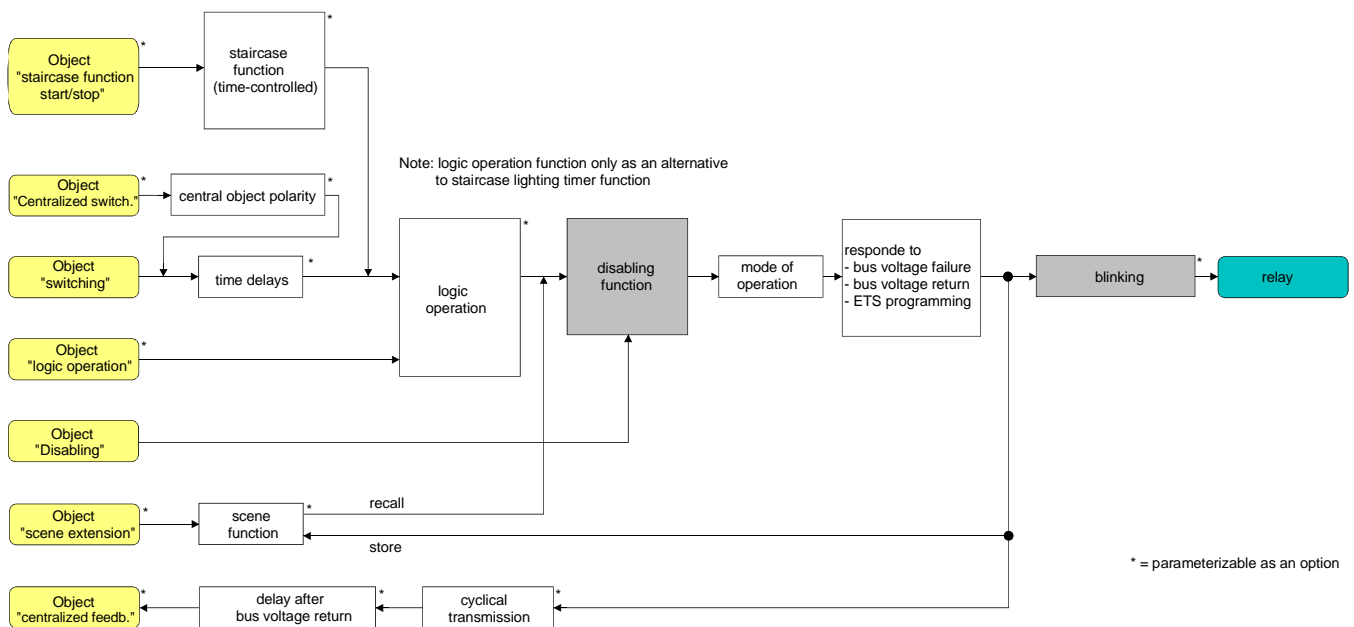 *
*
Object
"staircase function
start/stop"
staircase
function
(time-controlled)
Note: logic operation function only as an alternative
to staircase lighting timer function
*
*
Object
"Centralized switch."
central object polarity
*
*
*
Object
"switching"
time delays
logic
operation
disabling
function
mode of
operation
responde to
- bus voltage failure
- bus voltage return
- ETS programming
blinking
*
relay
*
Object
"logic operation"
Object
"Disabling"
*
*
Object
"scene extension"
scene
function
recall
store
* = parameterizable as an option
*
*
*
Object
"centralized feedb."
delay after
bus voltage return
cyclical
transmission